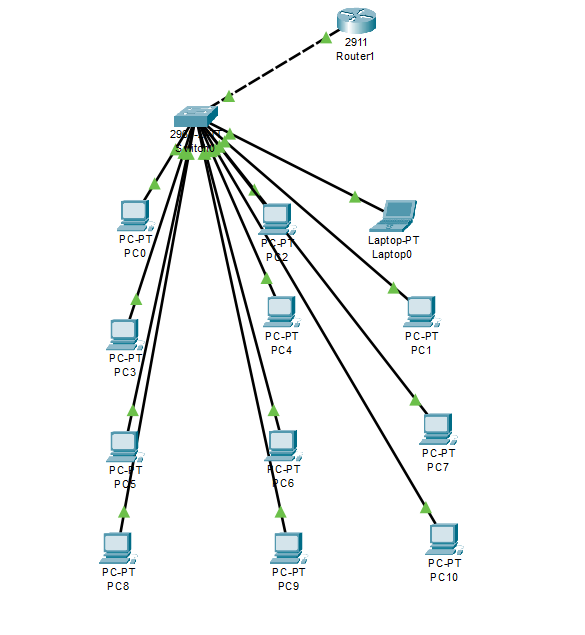 2911
Router1
PC-PT
PC0
PC-PT
PC2
Laptop-PT
Laptop0
PC-PT
PC3
PC-PT
PC4
PC-PT
PC1
PC-PT
PC5
PC-PT
PC6
PC-PT
PC7
PC-PT
PC8
PC-PT
PC9
PC-PT
PC10